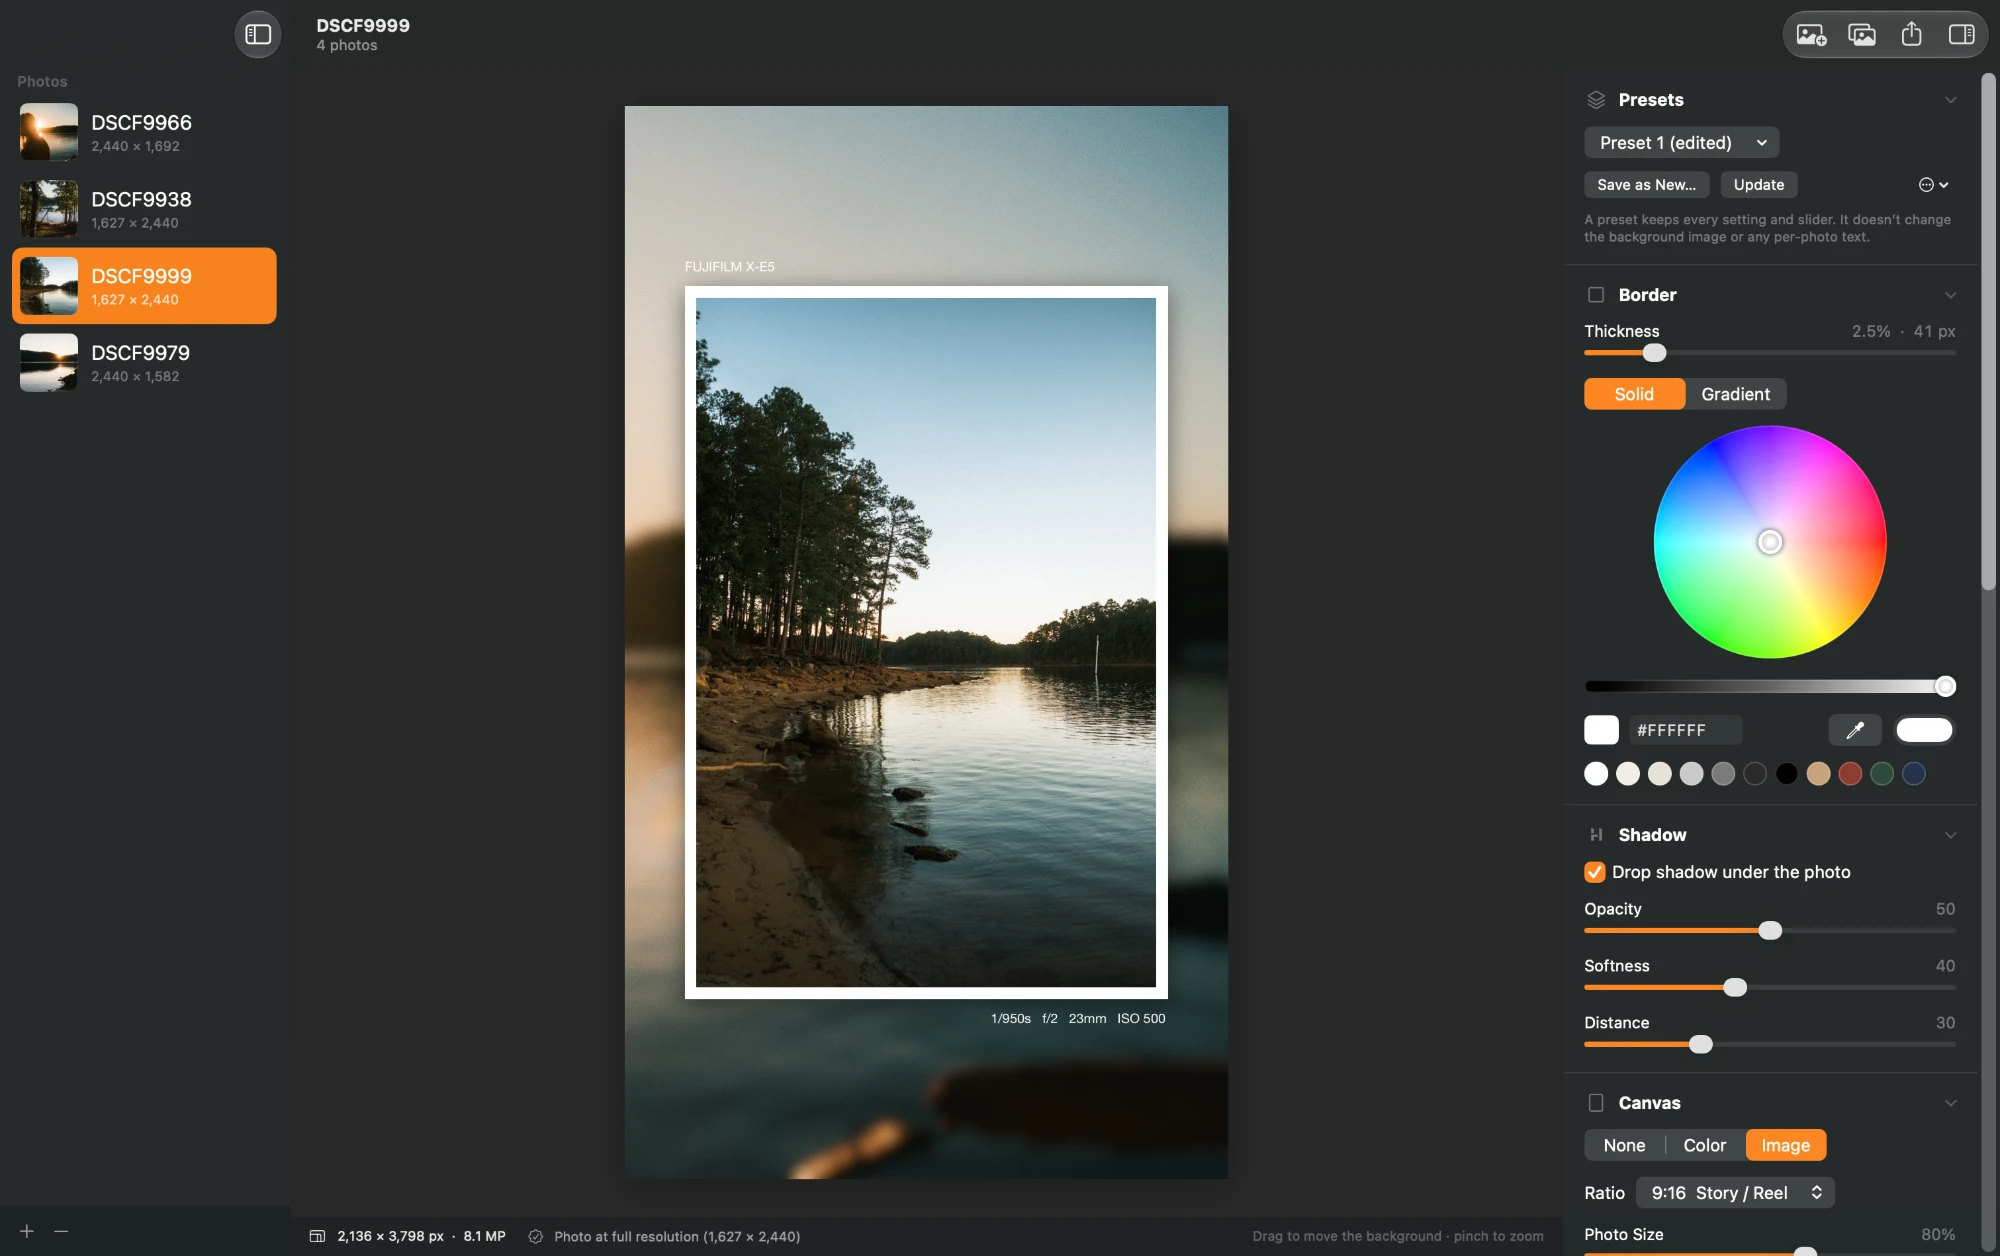 DSCF9999
4 photos
Photos
DSCF9966
2,440 × 1,692
DSCF9938
1,627 × 2,440
DSCF9999
1,627 × 2,440
DSCF9979
2,440 × 1,582
FUJIFILM X-E5
1/950s f/2 23mm ISO 500
2,136 × 3,798 px · 8.1 MP
Photo at full resolution (1,627 × 2,440)
Drag to move the background · pinch to zoom
Presets
Preset 1 (edited)
Save as New...
Update
A preset keeps every setting and slider. It doesn't change
the background image or any per-photo text.
Border
Thickness 2.5% · 41 px
Solid Gradient
#FFFFFF
Shadow
Drop shadow under the photo
Opacity 50
Softness 40
Distance 30
Canvas
None Color Image
Ratio 9:16 Story / Reel
Photo Size 80%